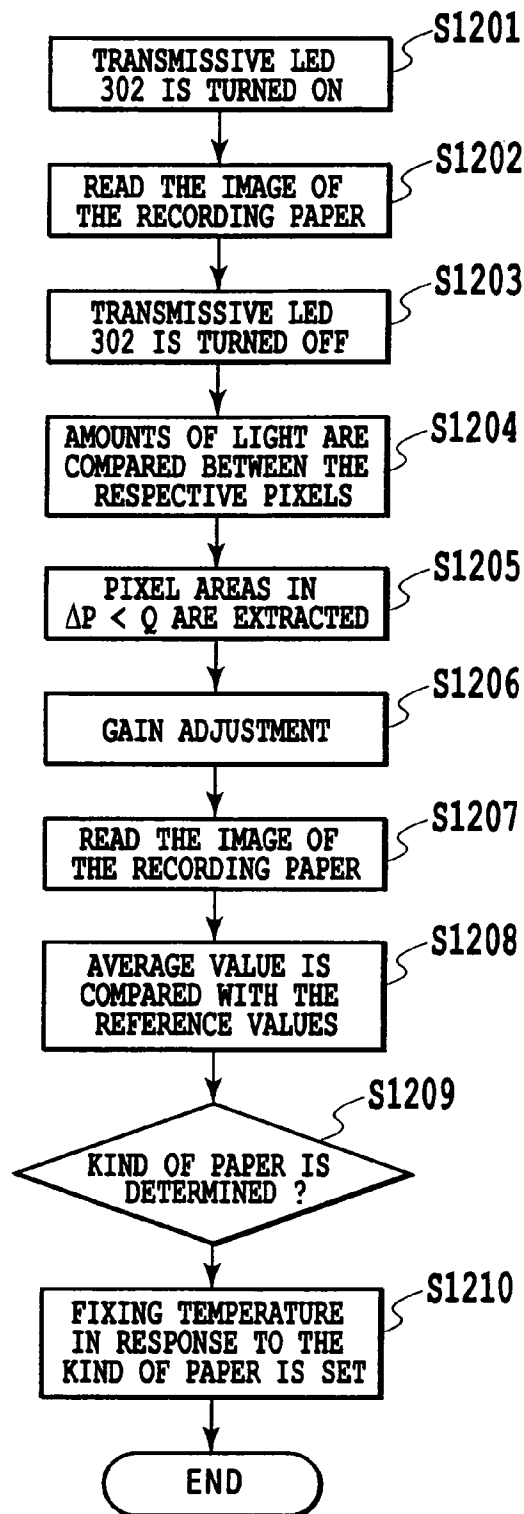 S1201
TRANSMISSIVE LED
302 IS TURNED ON
S1202
READ THE IMAGE OF
THE RECORDING PAPER
S1203
TRANSMISSIVE LED
302 IS TURNED OFF
S1204
AMOUNTS OF LIGHT ARE
COMPARED BETWEEN THE
RESPECTIVE PIXELS
S1205
PIXEL AREAS IN
ΔP < Q ARE EXTRACTED
S1206
GAIN ADJUSTMENT
S1207
READ THE IMAGE OF
THE RECORDING PAPER
S1208
AVERAGE VALUE IS
COMPARED WITH THE
REFERENCE VALUES
S1209
KIND OF PAPER IS
DETERMINED ?
S1210
FIXING TEMPERATURE
IN RESPONSE TO THE
KIND OF PAPER IS SET
END